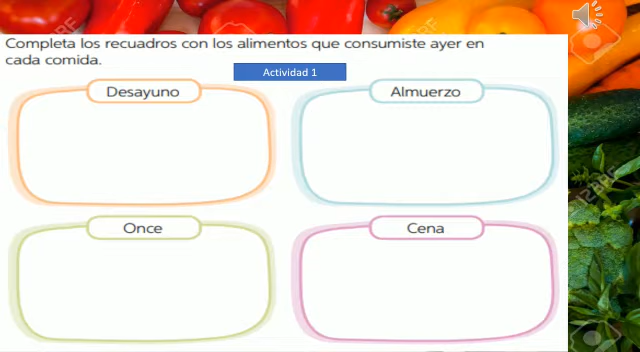 Completa los recuadros con los alimentos que consumiste ayer en
cada comida.
Actividad 1
Desayuno
Almuerzo
Once
Cena